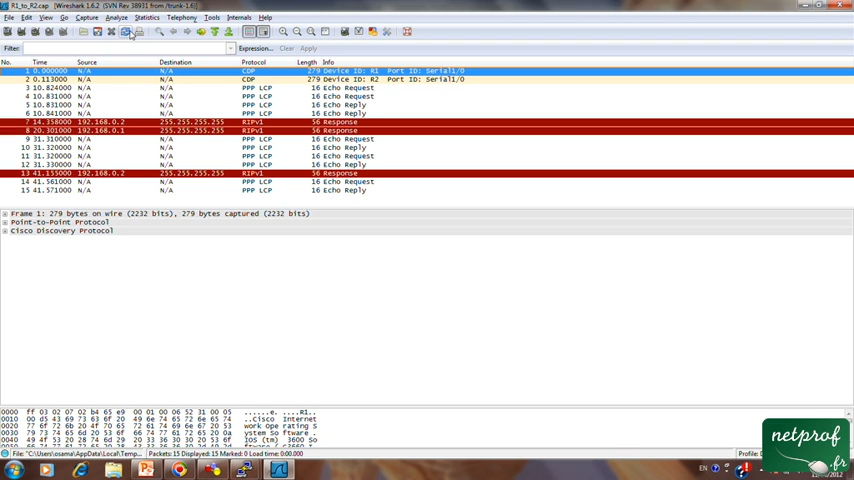 R1_to_R2.cap [Wireshark 1.6.2 (SVN Rev 38931 from /trunk-1.6)]
File Edit View Go Capture Analyze Statistics Telephony Tools Internals Help
Filter: Expression... Clear Apply
No. Time Source Destination Protocol Length Info
1 0.000000 N/A N/A CDP 279 Device ID: R1 Port ID: Serial1/0
2 0.113000 N/A N/A CDP 279 Device ID: R2 Port ID: Serial1/0
3 10.824000 N/A N/A PPP LCP 16 Echo Request
4 10.831000 N/A N/A PPP LCP 16 Echo Request
5 10.831000 N/A N/A PPP LCP 16 Echo Reply
6 10.841000 N/A N/A PPP LCP 16 Echo Reply
7 14.358000 192.168.0.2 255.255.255.255 RIPv1 56 Response
8 20.301000 192.168.0.1 255.255.255.255 RIPv1 56 Response
9 31.310000 N/A N/A PPP LCP 16 Echo Request
10 31.320000 N/A N/A PPP LCP 16 Echo Reply
11 31.320000 N/A N/A PPP LCP 16 Echo Request
12 31.330000 N/A N/A PPP LCP 16 Echo Reply
13 41.155000 192.168.0.2 255.255.255.255 RIPv1 56 Response
14 41.561000 N/A N/A PPP LCP 16 Echo Request
15 41.571000 N/A N/A PPP LCP 16 Echo Reply
Frame 1: 279 bytes on wire (2232 bits), 279 bytes captured (2232 bits)
Point-to-Point Protocol
Cisco Discovery Protocol
0000 ff 03 02 07 02 b4 65 e9 00 01 00 06 52 31 00 05 ......e. ....R1..
0010 00 d5 43 69 73 63 6f 20 49 6e 74 65 72 6e 65 74 ..Cisco Internet
0020 77 6f 72 6b 20 4f 70 65 72 61 74 69 6e 67 20 53 work Ope rating S
0030 79 73 74 65 6d 20 53 6f 66 74 77 61 72 65 20 0a ystem So ftware .
0040 49 4f 53 20 28 74 6d 29 20 33 36 30 30 20 53 6f IOS (tm) 3600 So
File: "C:\Users\osama\AppData\Local\Temp... Packets: 15 Displayed: 15 Marked: 0 Load time: 0:00.000
netprof
.fr
EN